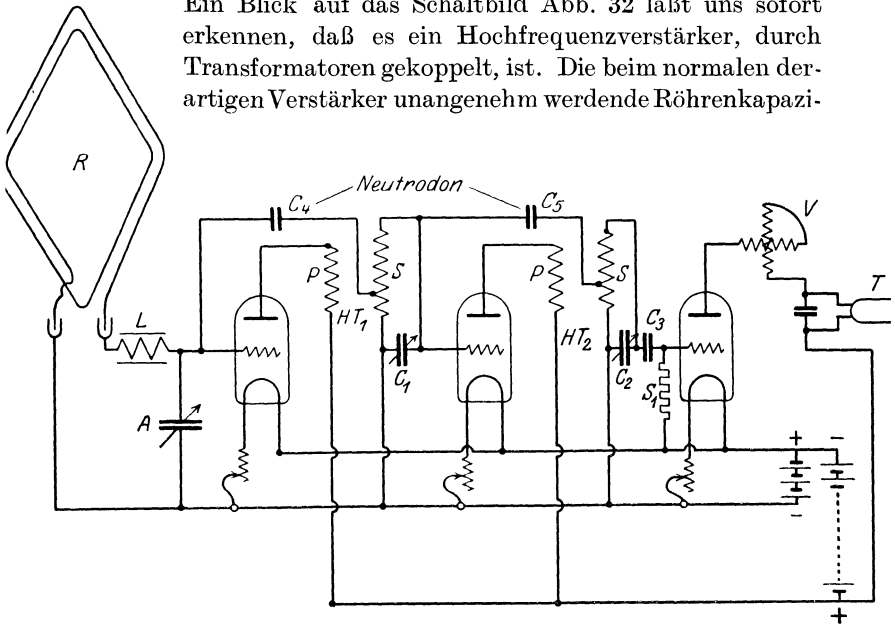 Ein Blick auf das Schaltbild Abb. 32 läßt uns sofort
erkennen, daß es ein Hochfrequenzverstärker, durch
Transformatoren gekoppelt, ist. Die beim normalen der-
artigen Verstärker unangenehm werdende Röhrenkapazi-
R
Neutrodon
C4
C5
V
P
S
P
S
T
L
HT1
HT2
C3
C1
C2
S1
A
+ -
-
+